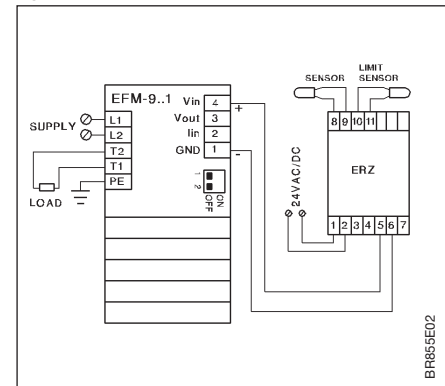 EFM-9..1
Vin 4 +
Vout 3
Iin 2
GND 1 -
SUPPLY
L1
L2
T2
T1
PE
LOAD
1
2
ON
OFF
SENSOR
LIMIT
SENSOR
8 9 10 11
ERZ
24VAC/DC
1 2 3 4 5 6 7
BR855E02